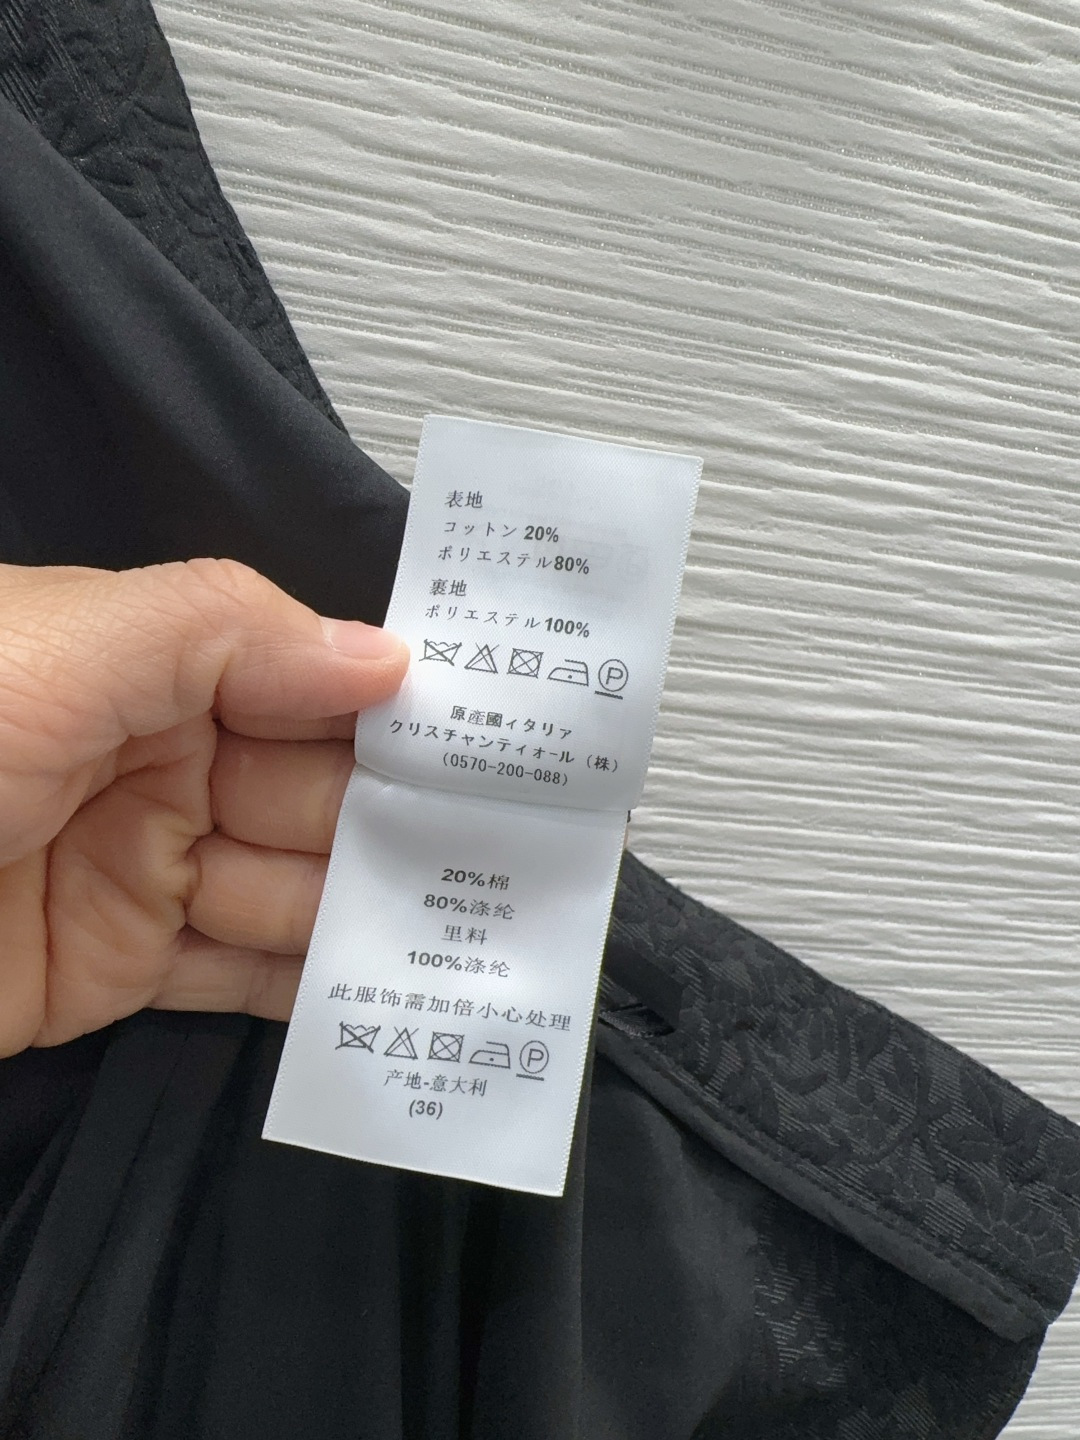 表地
コットン 20%
ポリエステル80%
裏地
ポリエステル100%
P
原産國イタリア
クリスチャンティオール（株）
(0570-200-088)
20%棉
80%涤纶
里料
100%涤纶
此服饰需加倍小心处理
P
产地-意大利
(36)